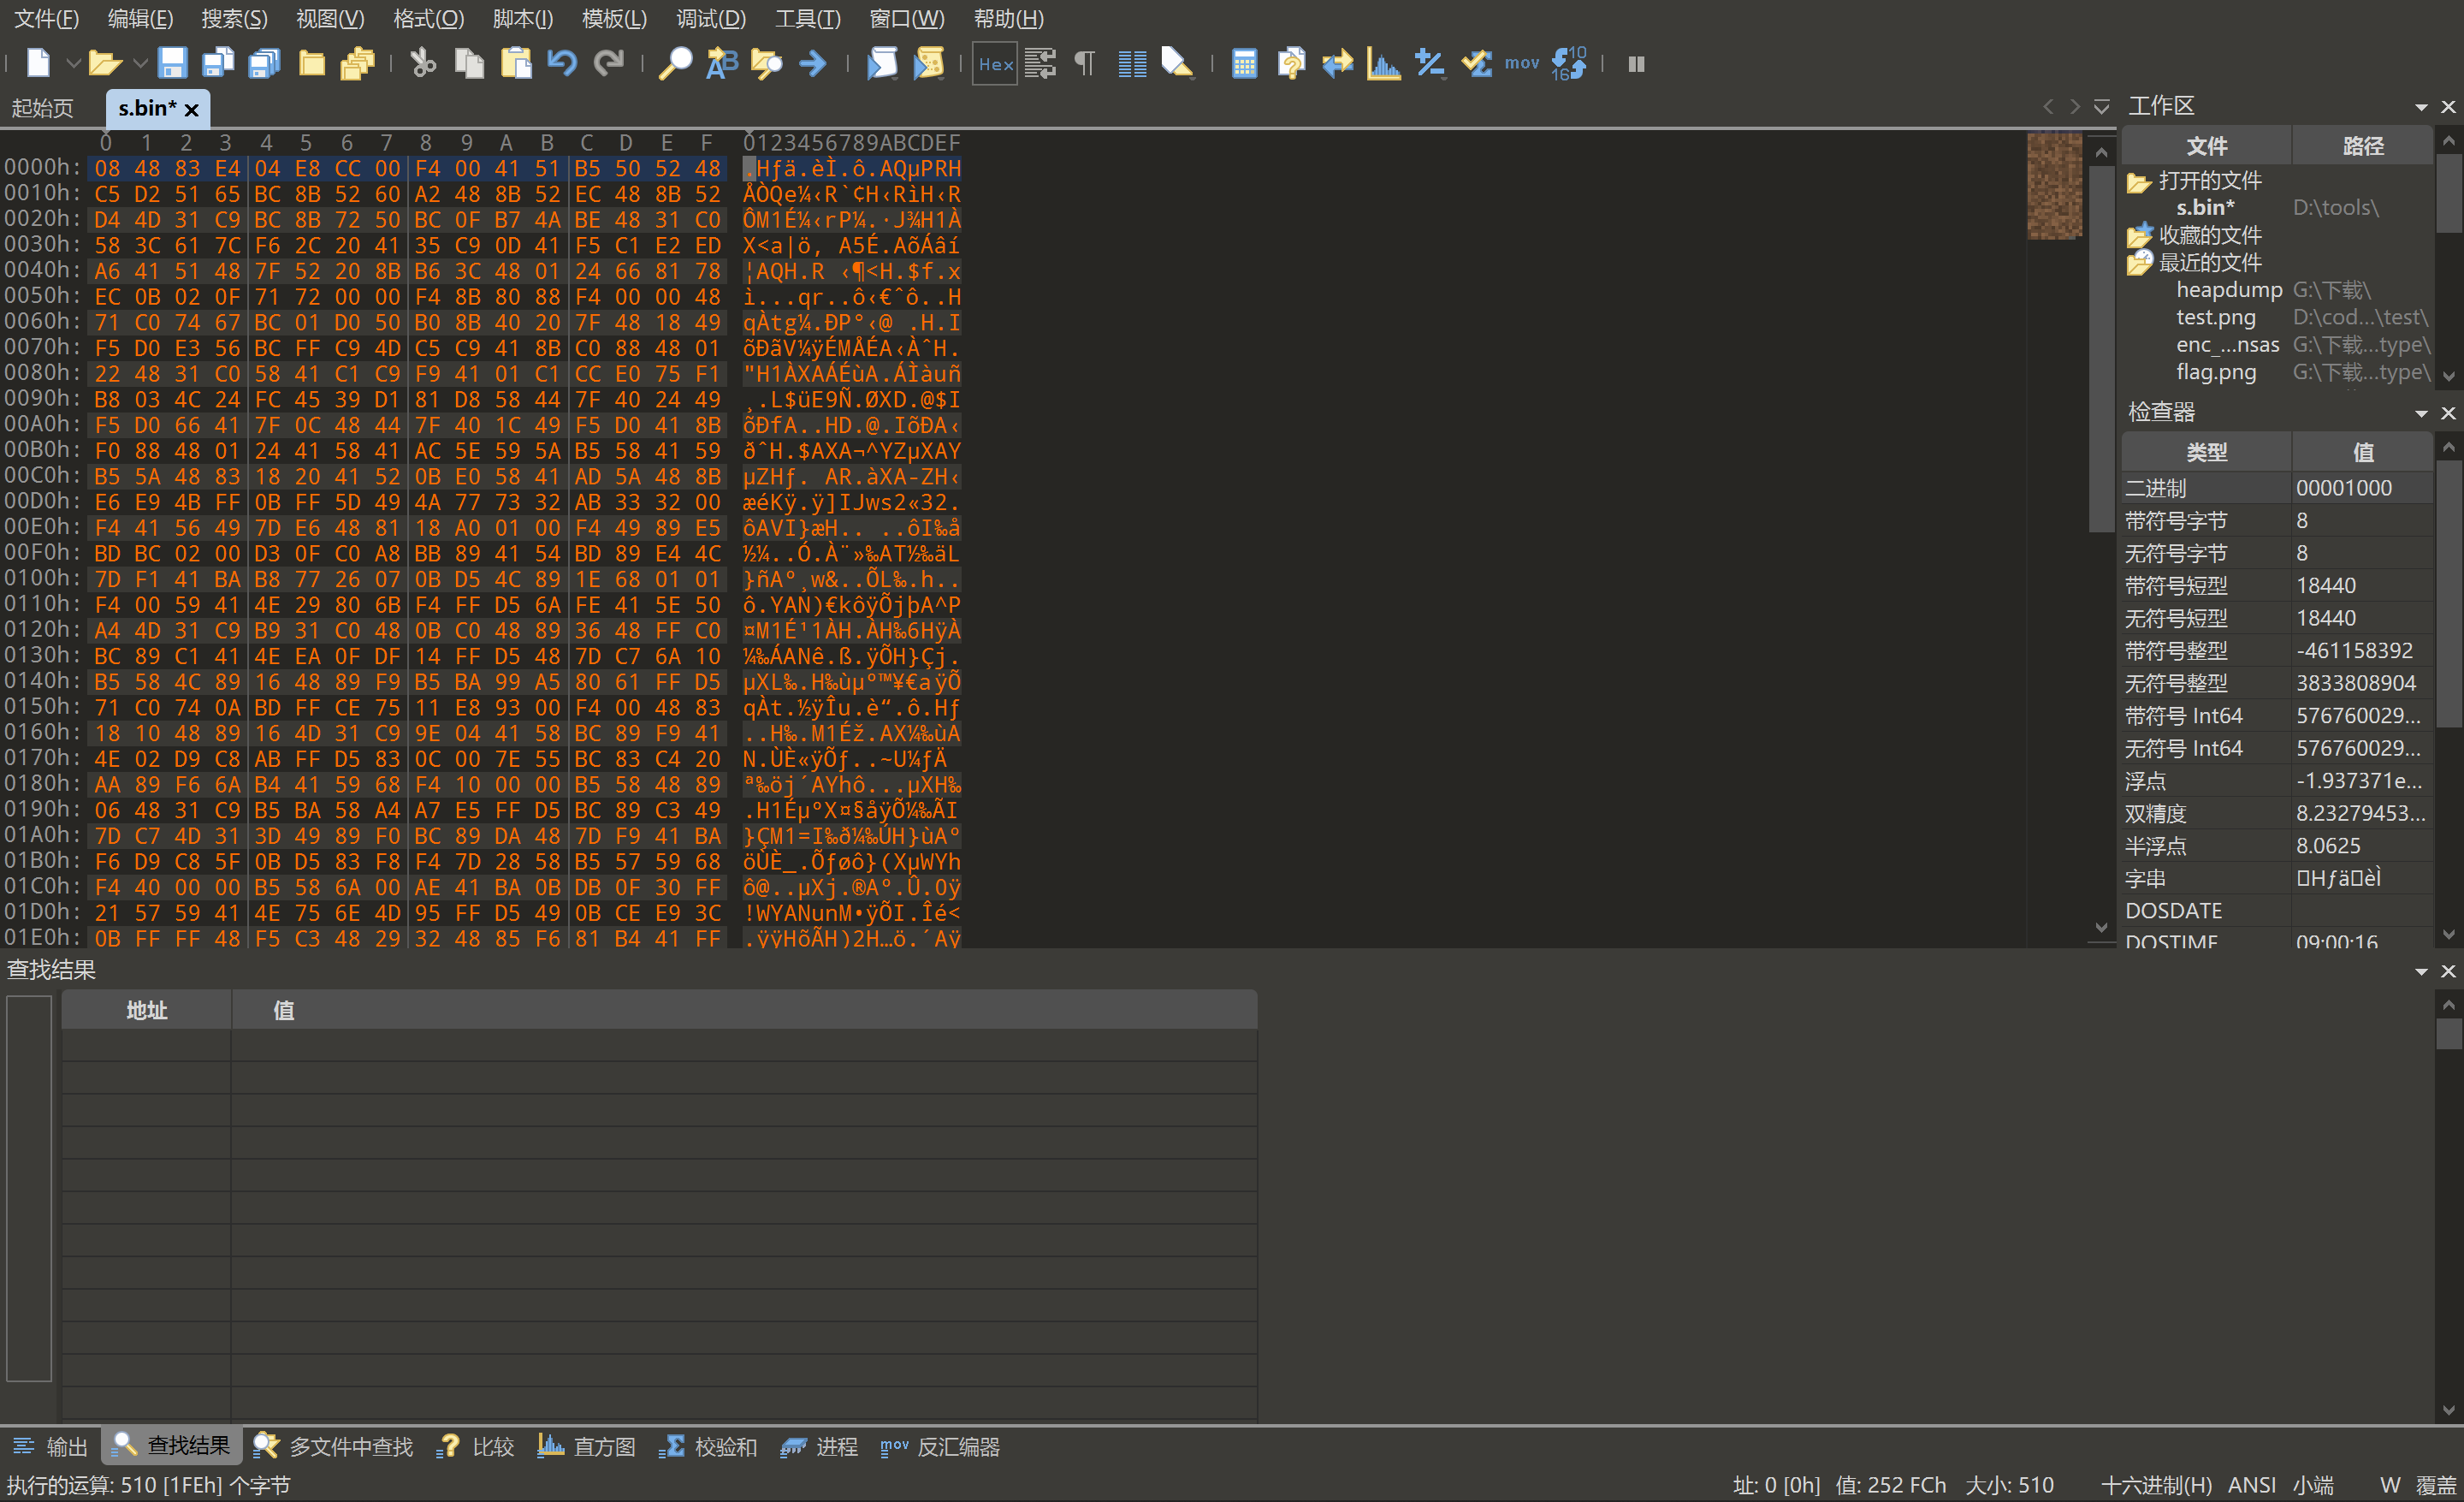 文件(F) 编辑(E) 搜索(S) 视图(V) 格式(O) 脚本(I) 模板(L) 调试(D) 工具(T) 窗口(W) 帮助(H)
Hex mov 10 16
起始页 s.bin*
0 1 2 3 4 5 6 7 8 9 A B C D E F 0123456789ABCDEF
0000h: 08 48 83 E4 04 E8 CC 00 F4 00 41 51 B5 50 52 48 .Hƒä.èÌ.ô.AQµPRH
0010h: C5 D2 51 65 BC 8B 52 60 A2 48 8B 52 EC 48 8B 52 ÅÒQe¼‹R`¢H‹RìH‹R
0020h: D4 4D 31 C9 BC 8B 72 50 BC 0F B7 4A BE 48 31 C0 ÔM1É¼‹rP¼.·J¾H1À
0030h: 58 3C 61 7C F6 2C 20 41 35 C9 0D 41 F5 C1 E2 ED X<a|ö, A5É.AõÁâí
0040h: A6 41 51 48 7F 52 20 8B B6 3C 48 01 24 66 81 78 ¦AQH.R ‹¶<H.$f.x
0050h: EC 0B 02 0F 71 72 00 00 F4 8B 80 88 F4 00 00 48 ì...qr..ô‹€ˆô..H
0060h: 71 C0 74 67 BC 01 D0 50 B0 8B 40 20 7F 48 18 49 qÀtg¼.ÐP°‹@ .H.I
0070h: F5 D0 E3 56 BC FF C9 4D C5 C9 41 8B C0 88 48 01 õÐãV¼ÿÉMÅÉA‹ÀˆH.
0080h: 22 48 31 C0 58 41 C1 C9 F9 41 01 C1 CC E0 75 F1 "H1ÀXAÁÉùA.ÁÌàuñ
0090h: B8 03 4C 24 FC 45 39 D1 81 D8 58 44 7F 40 24 49 ¸.L$üE9Ñ.ØXD.@$I
00A0h: F5 D0 66 41 7F 0C 48 44 7F 40 1C 49 F5 D0 41 8B õÐfA..HD.@.IõÐA‹
00B0h: F0 88 48 01 24 41 58 41 AC 5E 59 5A B5 58 41 59 ðˆH.$AXA¬^YZµXAY
00C0h: B5 5A 48 83 18 20 41 52 0B E0 58 41 AD 5A 48 8B µZHƒ. AR.àXA-ZH‹
00D0h: E6 E9 4B FF 0B FF 5D 49 4A 77 73 32 AB 33 32 00 æéKÿ.ÿ]IJws2«32.
00E0h: F4 41 56 49 7D E6 48 81 18 A0 01 00 F4 49 89 E5 ôAVI}æH.. ..ôI‰å
00F0h: BD BC 02 00 D3 0F C0 A8 BB 89 41 54 BD 89 E4 4C ½¼..Ó.À¨»‰AT½‰äL
0100h: 7D F1 41 BA B8 77 26 07 0B D5 4C 89 1E 68 01 01 }ñAº¸w&..ÕL‰.h..
0110h: F4 00 59 41 4E 29 80 6B F4 FF D5 6A FE 41 5E 50 ô.YAN)€kôÿÕjþA^P
0120h: A4 4D 31 C9 B9 31 C0 48 0B C0 48 89 36 48 FF C0 ¤M1É¹1ÀH.ÀH‰6HÿÀ
0130h: BC 89 C1 41 4E EA 0F DF 14 FF D5 48 7D C7 6A 10 ¼‰ÁANê.ß.ÿÕH}Çj.
0140h: B5 58 4C 89 16 48 89 F9 B5 BA 99 A5 80 61 FF D5 µXL‰.H‰ùµº™¥€aÿÕ
0150h: 71 C0 74 0A BD FF CE 75 11 E8 93 00 F4 00 48 83 qÀt.½ÿÎu.è“.ô.Hƒ
0160h: 18 10 48 89 16 4D 31 C9 9E 04 41 58 BC 89 F9 41 ..H‰.M1Éž.AX¼‰ùA
0170h: 4E 02 D9 C8 AB FF D5 83 0C 00 7E 55 BC 83 C4 20 N.ÙÈ«ÿÕƒ..~U¼ƒÄ
0180h: AA 89 F6 6A B4 41 59 68 F4 10 00 00 B5 58 48 89 ª‰öj´AYhô...µXH‰
0190h: 06 48 31 C9 B5 BA 58 A4 A7 E5 FF D5 BC 89 C3 49 .H1ÉµºX¤§åÿÕ¼‰ÃI
01A0h: 7D C7 4D 31 3D 49 89 F0 BC 89 DA 48 7D F9 41 BA }ÇM1=I‰ð¼‰ÚH}ùAº
01B0h: F6 D9 C8 5F 0B D5 83 F8 F4 7D 28 58 B5 57 59 68 öÙÈ_.Õƒøô}(XµWYh
01C0h: F4 40 00 00 B5 58 6A 00 AE 41 BA 0B DB 0F 30 FF ô@..µXj.®Aº.Û.0ÿ
01D0h: 21 57 59 41 4E 75 6E 4D 95 FF D5 49 0B CE E9 3C !WYANunM•ÿÕI.Îé<
01E0h: 0B FF FF 48 F5 C3 48 29 32 48 85 F6 81 B4 41 FF .ÿÿHõÃH)2H…ö.´Aÿ
工作区
文件 路径
打开的文件
s.bin* D:\tools\
收藏的文件
最近的文件
heapdump G:\下载\
test.png D:\cod...\test\
enc_...nsas G:\下载...type\
flag.png G:\下载...type\
检查器
类型 值
二进制 00001000
带符号字节 8
无符号字节 8
带符号短型 18440
无符号短型 18440
带符号整型 -461158392
无符号整型 3833808904
带符号 Int64 576760029...
无符号 Int64 576760029...
浮点 -1.937371e...
双精度 8.23279453...
半浮点 8.0625
字串 □Hƒä□èÌ
DOSDATE
DOSTIME 09:00:16
查找结果
地址 值
输出 查找结果 多文件中查找 比较 直方图 校验和 进程 mov 反汇编器
执行的运算: 510 [1FEh] 个字节 址: 0 [0h] 值: 252 FCh 大小: 510 十六进制(H) ANSI 小端 W 覆盖